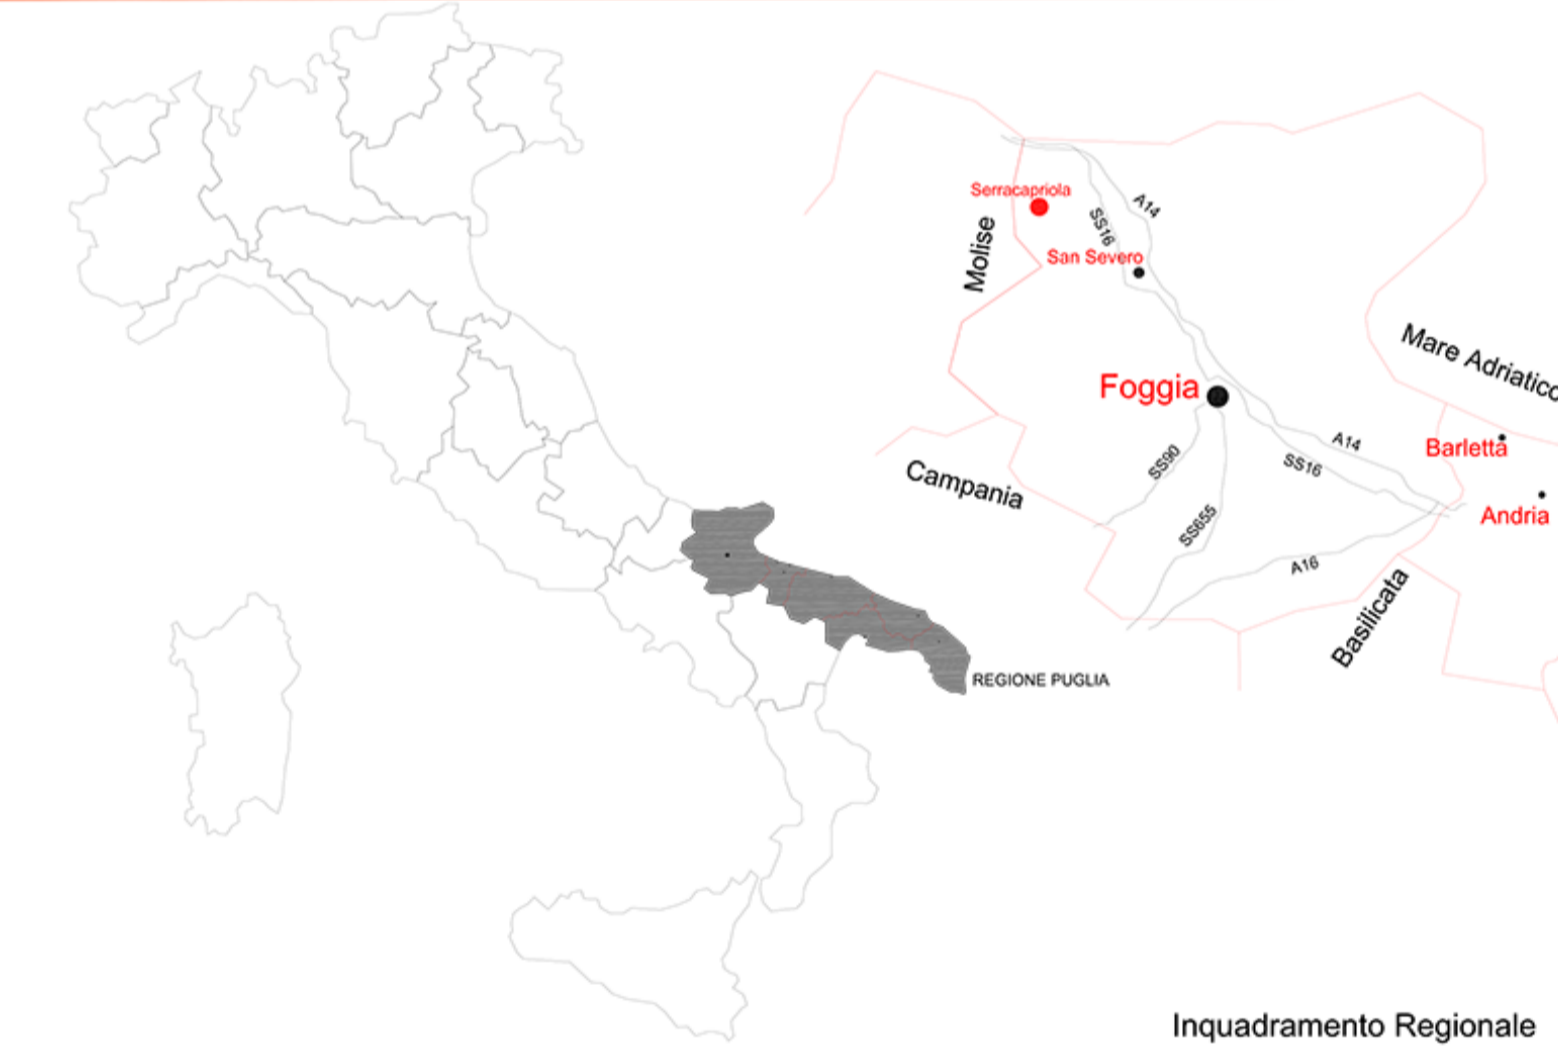 Serracapriola
A14
SS16
Molise
San Severo
Mare Adriatico
Foggia
A14
Barletta
SS90
SS16
Campania
Andria
SS655
A16
Basilicata
REGIONE PUGLIA
Inquadramento Regionale